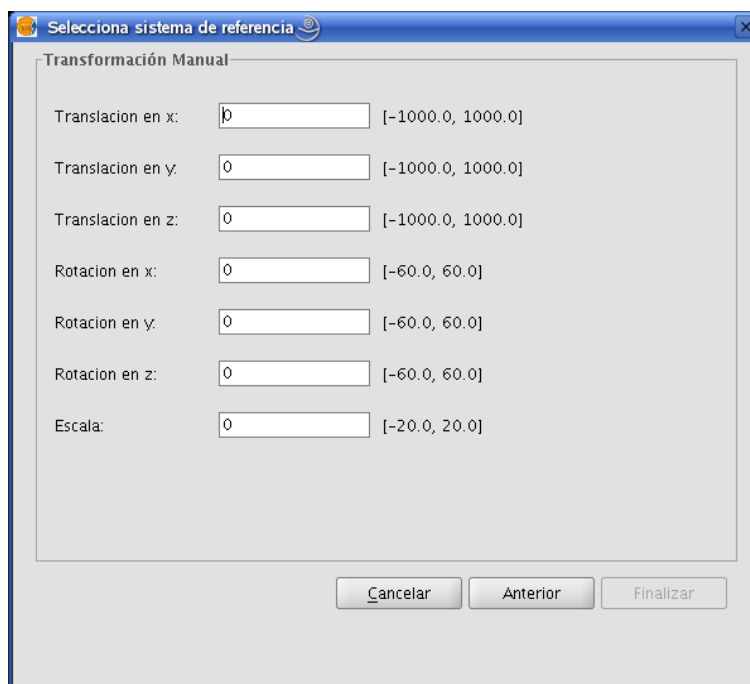 Selecciona sistema de referencia
Transformación Manual
Translacion en x: 0 [-1000.0, 1000.0]
Translacion en y: 0 [-1000.0, 1000.0]
Translacion en z: 0 [-1000.0, 1000.0]
Rotacion en x: 0 [-60.0, 60.0]
Rotacion en y: 0 [-60.0, 60.0]
Rotacion en z: 0 [-60.0, 60.0]
Escala: 0 [-20.0, 20.0]
Cancelar Anterior Finalizar